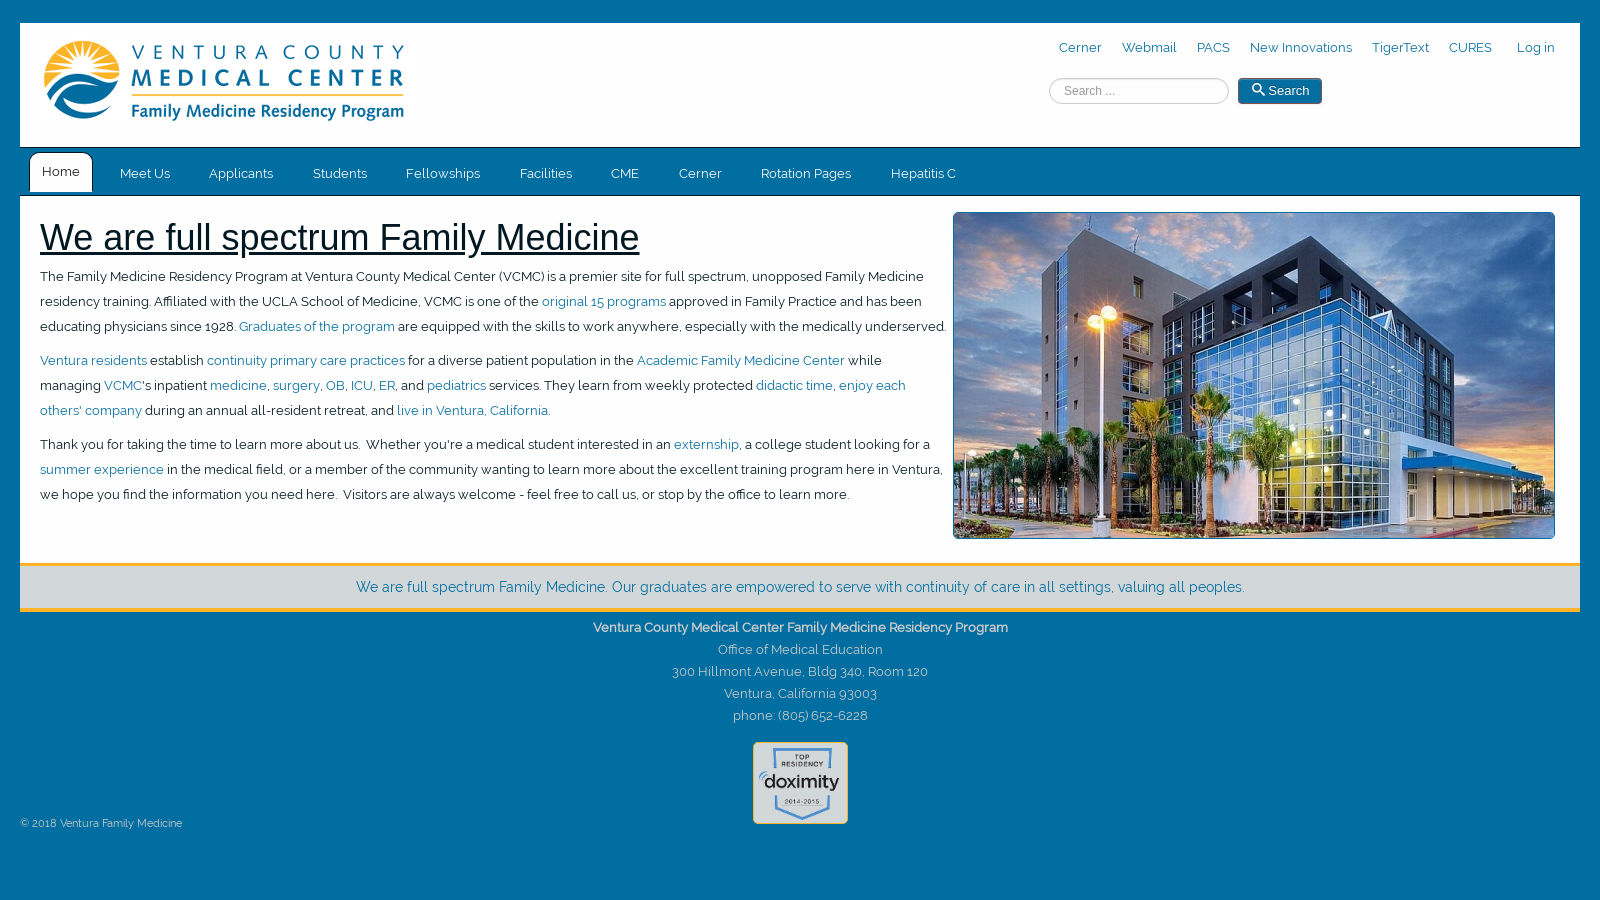 VENTURA COUNTY
MEDICAL CENTER
Family Medicine Residency Program
Cerner Webmail PACS New Innovations TigerText CURES Log in
Search ... Search
Home Meet Us Applicants Students Fellowships Facilities CME Cerner Rotation Pages Hepatitis C
We are full spectrum Family Medicine
The Family Medicine Residency Program at Ventura County Medical Center (VCMC) is a premier site for full spectrum, unopposed Family Medicine
residency training. Affiliated with the UCLA School of Medicine, VCMC is one of the original 15 programs approved in Family Practice and has been
educating physicians since 1928. Graduates of the program are equipped with the skills to work anywhere, especially with the medically underserved.
Ventura residents establish continuity primary care practices for a diverse patient population in the Academic Family Medicine Center while
managing VCMC's inpatient medicine, surgery, OB, ICU, ER, and pediatrics services. They learn from weekly protected didactic time, enjoy each
others' company during an annual all-resident retreat, and live in Ventura, California.
Thank you for taking the time to learn more about us. Whether you're a medical student interested in an externship, a college student looking for a
summer experience in the medical field, or a member of the community wanting to learn more about the excellent training program here in Ventura,
we hope you find the information you need here. Visitors are always welcome - feel free to call us, or stop by the office to learn more.
We are full spectrum Family Medicine. Our graduates are empowered to serve with continuity of care in all settings, valuing all peoples.
Ventura County Medical Center Family Medicine Residency Program
Office of Medical Education
300 Hillmont Avenue, Bldg 340, Room 120
Ventura, California 93003
phone: (805) 652-6228
TOP
RESIDENCY
doximity
2014-2015
© 2018 Ventura Family Medicine